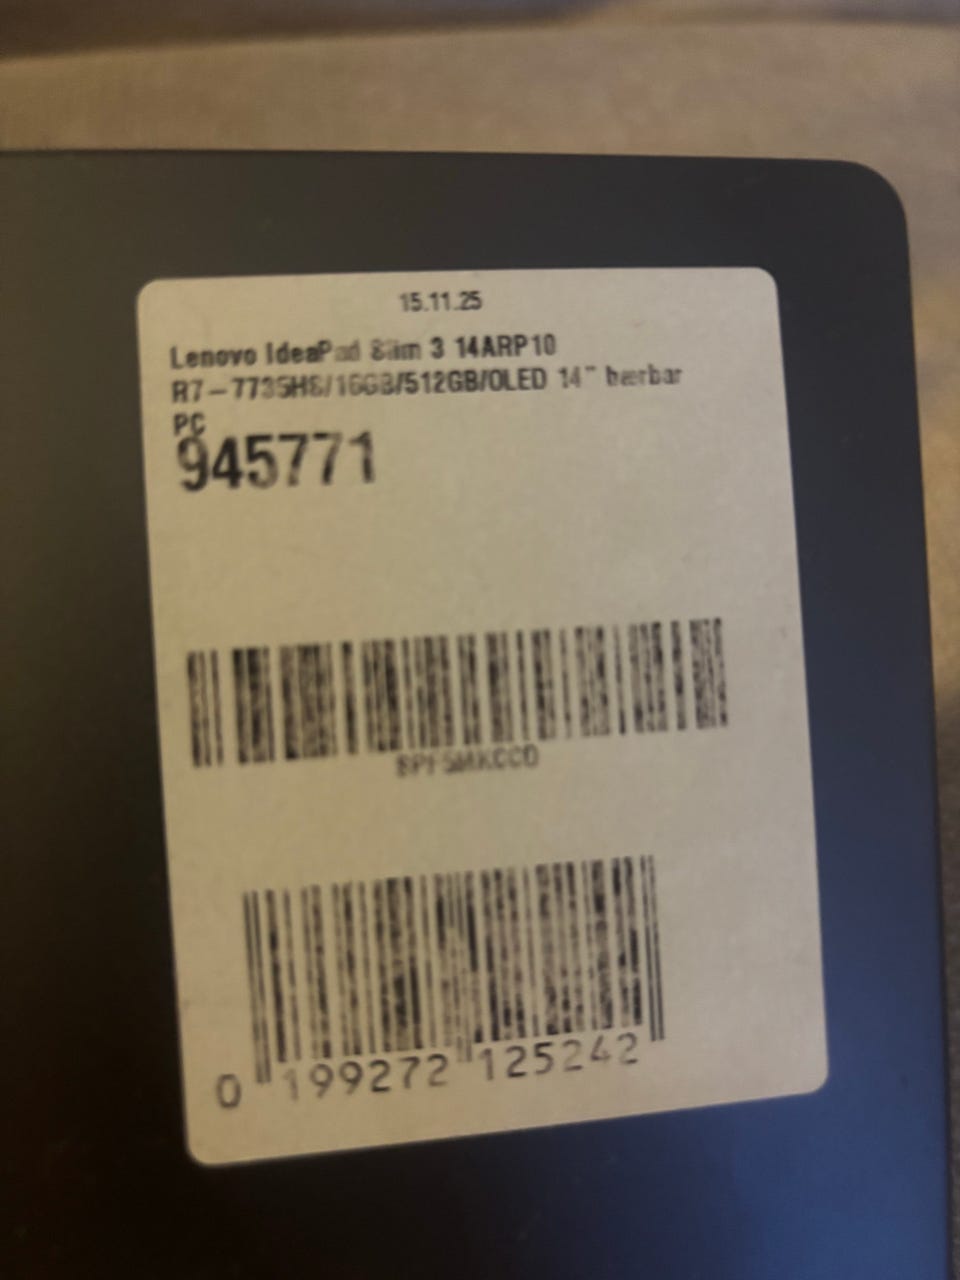 15.11.25
Lenovo IdeaPad Slim 3 14ARP10
R7-7735HS/16GB/512GB/OLED 14" bærbar
PC
945771
0 199272 125242